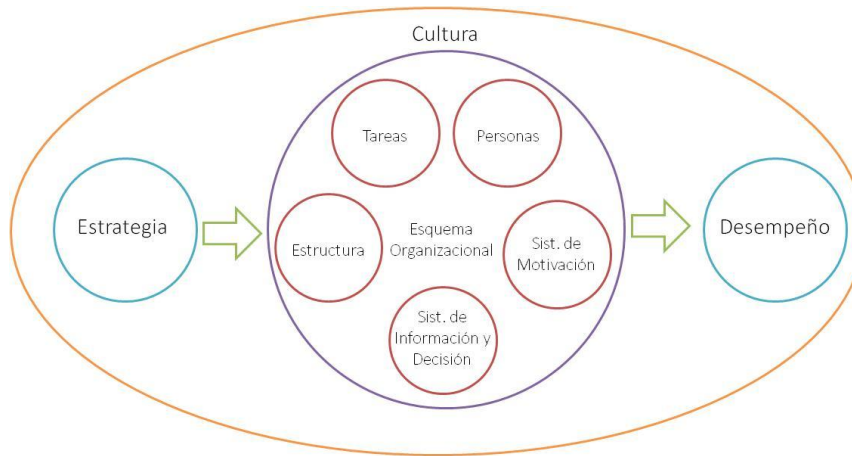 Cultura
Tareas
Personas
Estrategia
Estructura
Esquema
Organizacional
Sist. de
Motivación
Desempeño
Sist. de
Información y
Decisión